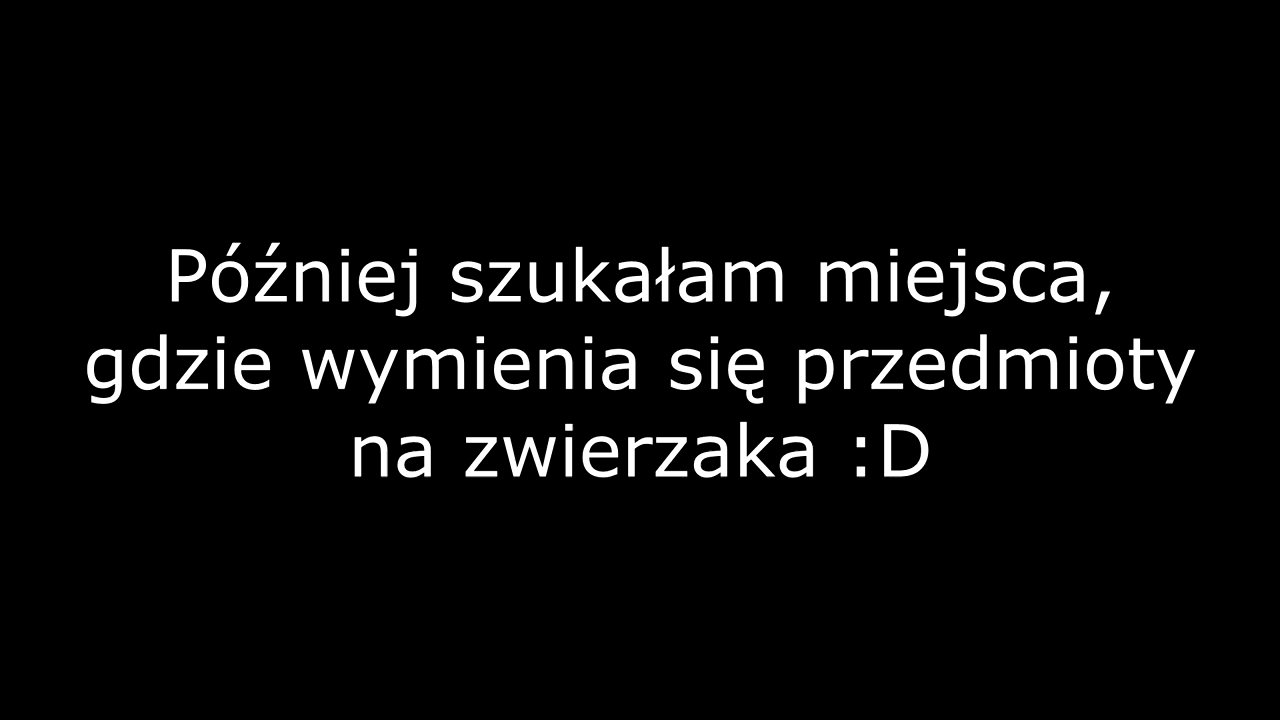 Później szukałam miejsca,
gdzie wymienia się przedmioty
na zwierzaka :D